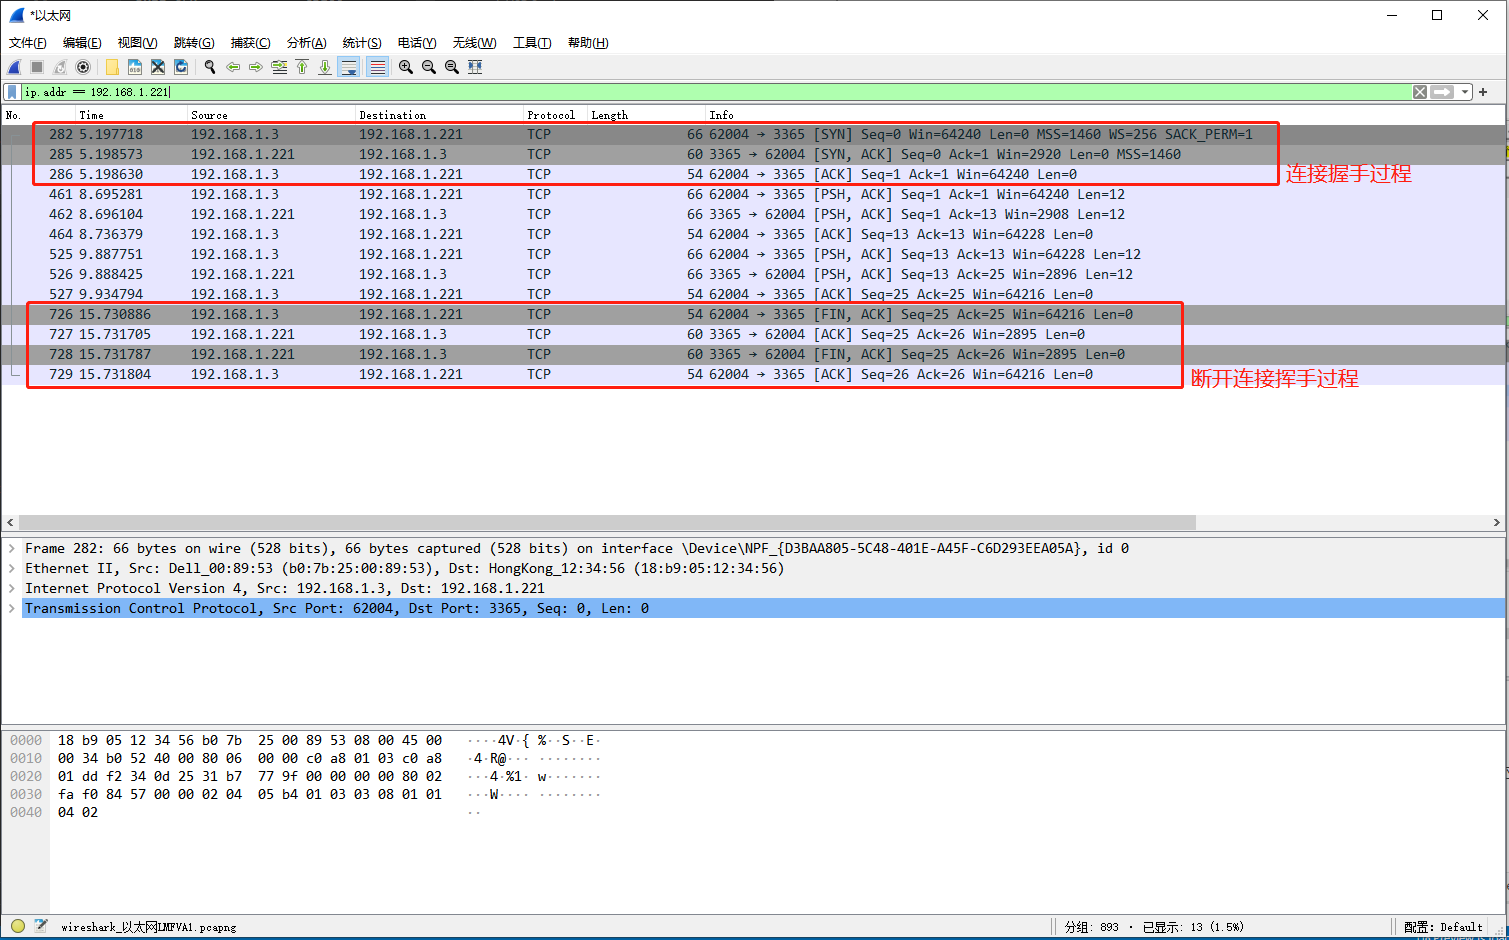 *以太网
文件(F) 编辑(E) 视图(V) 跳转(G) 捕获(C) 分析(A) 统计(S) 电话(Y) 无线(W) 工具(T) 帮助(H)
ip.addr == 192.168.1.221
No. Time Source Destination Protocol Length Info
282 5.197718 192.168.1.3 192.168.1.221 TCP 66 62004 → 3365 [SYN] Seq=0 Win=64240 Len=0 MSS=1460 WS=256 SACK_PERM=1
285 5.198573 192.168.1.221 192.168.1.3 TCP 60 3365 → 62004 [SYN, ACK] Seq=0 Ack=1 Win=2920 Len=0 MSS=1460
286 5.198630 192.168.1.3 192.168.1.221 TCP 54 62004 → 3365 [ACK] Seq=1 Ack=1 Win=64240 Len=0
连接握手过程
461 8.695281 192.168.1.3 192.168.1.221 TCP 66 62004 → 3365 [PSH, ACK] Seq=1 Ack=1 Win=64240 Len=12
462 8.696104 192.168.1.221 192.168.1.3 TCP 66 3365 → 62004 [PSH, ACK] Seq=1 Ack=13 Win=2908 Len=12
464 8.736379 192.168.1.3 192.168.1.221 TCP 54 62004 → 3365 [ACK] Seq=13 Ack=13 Win=64228 Len=0
525 9.887751 192.168.1.3 192.168.1.221 TCP 66 62004 → 3365 [PSH, ACK] Seq=13 Ack=13 Win=64228 Len=12
526 9.888425 192.168.1.221 192.168.1.3 TCP 66 3365 → 62004 [PSH, ACK] Seq=13 Ack=25 Win=2896 Len=12
527 9.934794 192.168.1.3 192.168.1.221 TCP 54 62004 → 3365 [ACK] Seq=25 Ack=25 Win=64216 Len=0
726 15.730886 192.168.1.3 192.168.1.221 TCP 54 62004 → 3365 [FIN, ACK] Seq=25 Ack=25 Win=64216 Len=0
727 15.731705 192.168.1.221 192.168.1.3 TCP 60 3365 → 62004 [ACK] Seq=25 Ack=26 Win=2895 Len=0
728 15.731787 192.168.1.221 192.168.1.3 TCP 60 3365 → 62004 [FIN, ACK] Seq=25 Ack=26 Win=2895 Len=0
729 15.731804 192.168.1.3 192.168.1.221 TCP 54 62004 → 3365 [ACK] Seq=26 Ack=26 Win=64216 Len=0
断开连接挥手过程
Frame 282: 66 bytes on wire (528 bits), 66 bytes captured (528 bits) on interface \Device\NPF_{D3BAA805-5C48-401E-A45F-C6D293EEA05A}, id 0
Ethernet II, Src: Dell_00:89:53 (b0:7b:25:00:89:53), Dst: HongKong_12:34:56 (18:b9:05:12:34:56)
Internet Protocol Version 4, Src: 192.168.1.3, Dst: 192.168.1.221
Transmission Control Protocol, Src Port: 62004, Dst Port: 3365, Seq: 0, Len: 0
0000 18 b9 05 12 34 56 b0 7b 25 00 89 53 08 00 45 00 ····4V·{ %··S··E·
0010 00 34 b0 52 40 00 80 06 00 00 c0 a8 01 03 c0 a8 ·4·R@··· ········
0020 01 dd f2 34 0d 25 31 b7 77 9f 00 00 00 00 80 02 ···4·%1· w·······
0030 fa f0 84 57 00 00 02 04 05 b4 01 03 03 08 01 01 ···W···· ········
0040 04 02 ··
wireshark_以太网LMFVA1.pcapng 分组: 893 · 已显示: 13 (1.5%) 配置: Default